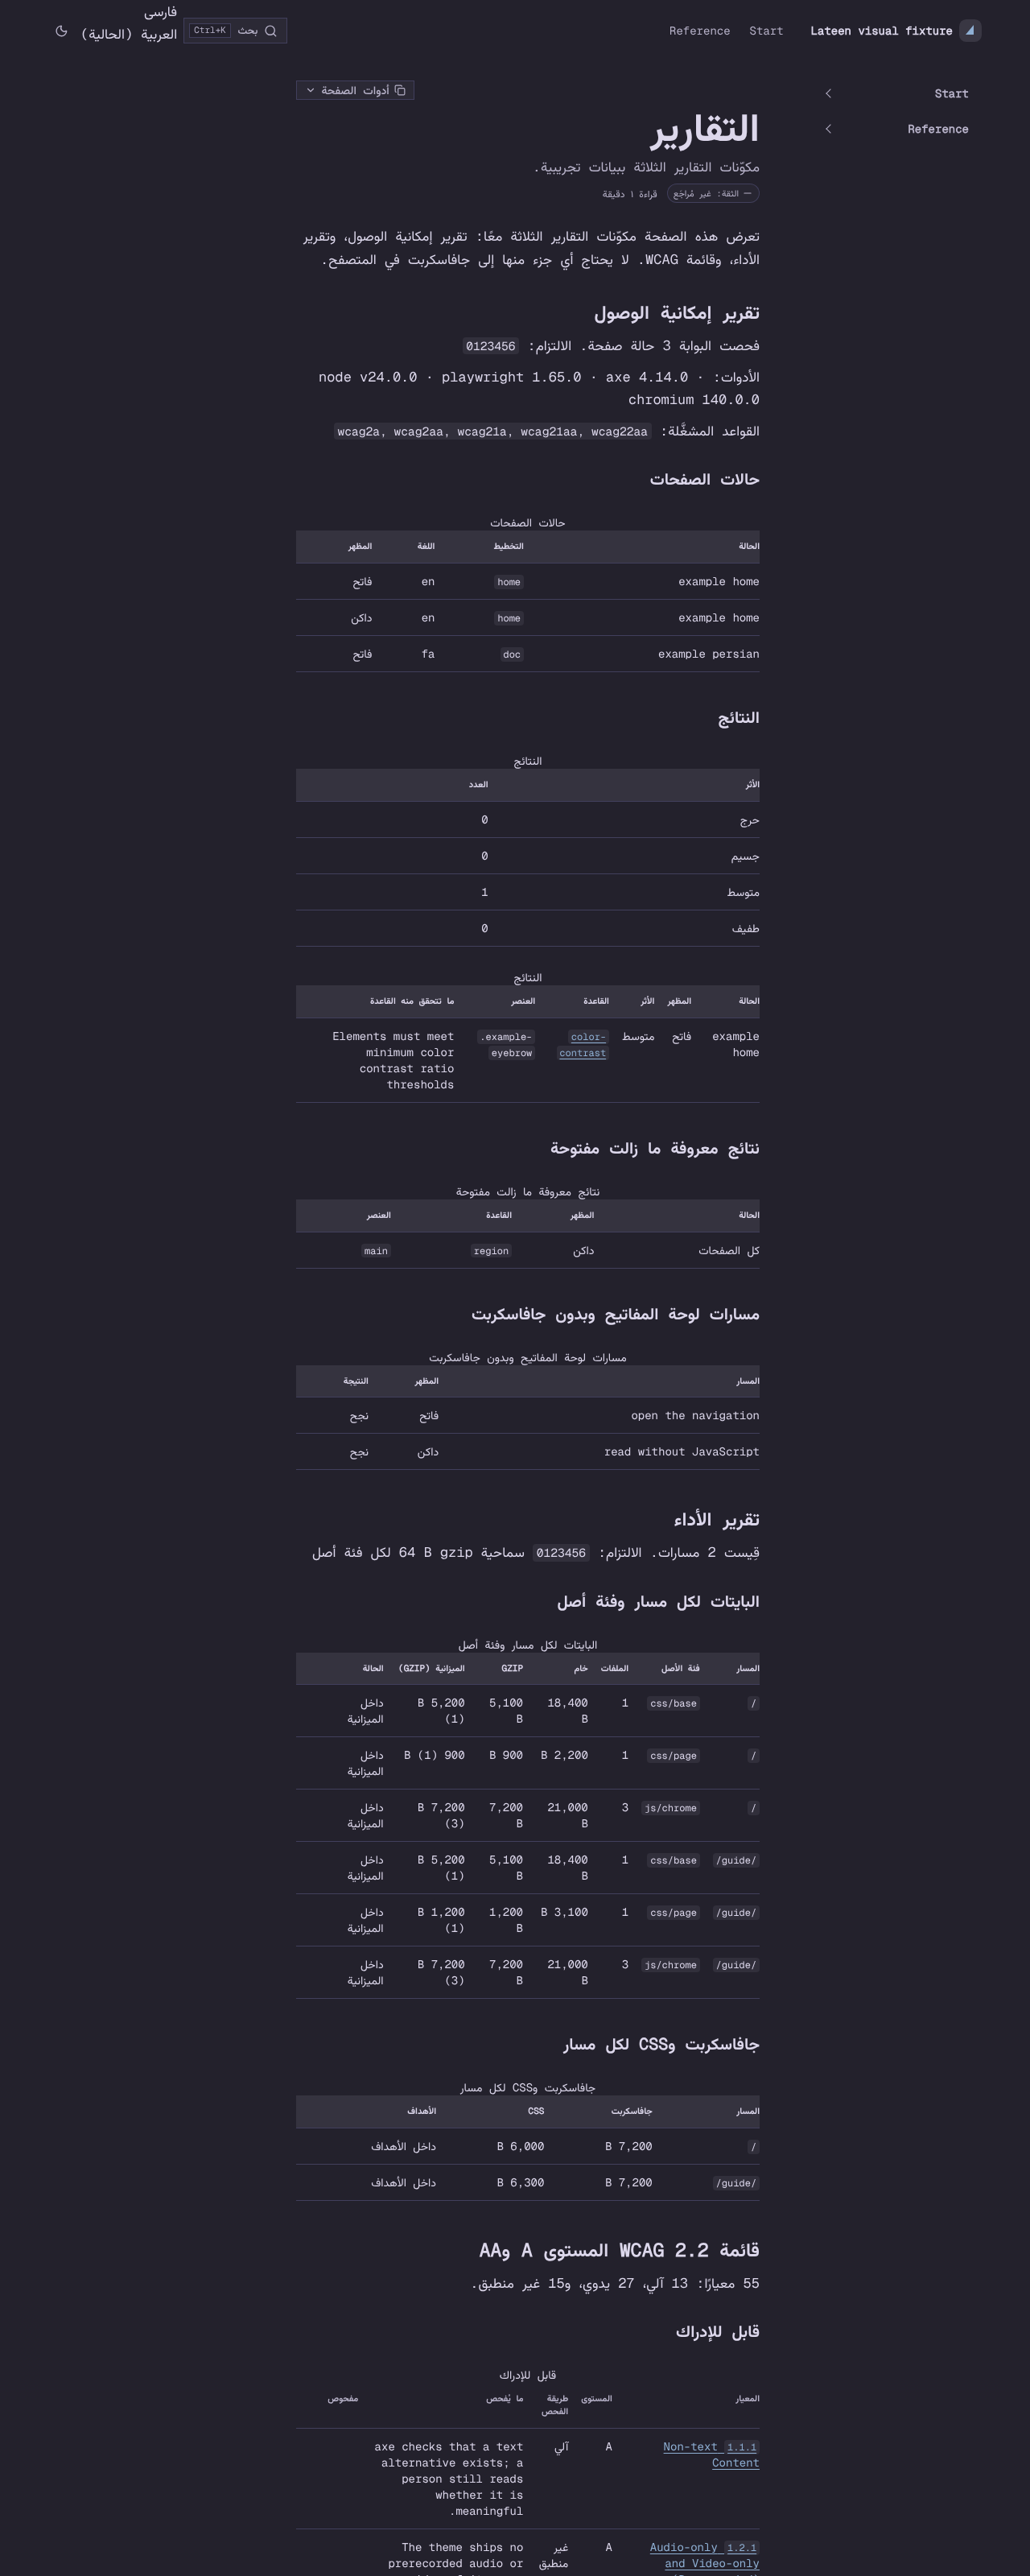 Lateen visual fixture
Start
Reference
بحث Ctrl+K
فارسی
العربية (الحالية)
Start
Reference
أدوات الصفحة
التقارير
مكوّنات التقارير الثلاثة ببيانات تجريبية.
— الثقة: غير مُراجَع
قراءة ١ دقيقة
تعرض هذه الصفحة مكوّنات التقارير الثلاثة معًا: تقرير إمكانية الوصول، وتقرير
الأداء، وقائمة WCAG. لا يحتاج أي جزء منها إلى جافاسكربت في المتصفح.
تقرير إمكانية الوصول
فحصت البوابة 3 حالة صفحة. الالتزام: 0123456
الأدوات: node v24.0.0 · playwright 1.65.0 · axe 4.14.0 ·
chromium 140.0.0
القواعد المشغَّلة: wcag2a, wcag2aa, wcag21a, wcag21aa, wcag22aa
حالات الصفحات
حالات الصفحات
الحالة التخطيط اللغة المظهر
example home home en فاتح
example home home en داكن
example persian doc fa فاتح
النتائج
النتائج
الأثر العدد
حرج 0
جسيم 0
متوسط 1
طفيف 0
النتائج
الحالة المظهر الأثر القاعدة العنصر ما تتحقق منه القاعدة
example فاتح متوسط color- .example- Elements must meet
home contrast eyebrow minimum color
contrast ratio
thresholds
نتائج معروفة ما زالت مفتوحة
نتائج معروفة ما زالت مفتوحة
الحالة المظهر القاعدة العنصر
كل الصفحات داكن region main
مسارات لوحة المفاتيح وبدون جافاسكربت
مسارات لوحة المفاتيح وبدون جافاسكربت
المسار المظهر النتيجة
open the navigation فاتح نجح
read without JavaScript داكن نجح
تقرير الأداء
قِيست 2 مسارات. الالتزام: 0123456 سماحية 64 B gzip لكل فئة أصل
البايتات لكل مسار وفئة أصل
البايتات لكل مسار وفئة أصل
المسار فئة الأصل الملفات خام GZIP الميزانية (GZIP) الحالة
/ css/base 1 18,400 5,100 B 5,200 داخل
B B (1) الميزانية
/ css/page 1 B 2,200 B 900 B (1) 900 داخل
الميزانية
/ js/chrome 3 21,000 7,200 B 7,200 داخل
B B (3) الميزانية
/guide/ css/base 1 18,400 5,100 B 5,200 داخل
B B (1) الميزانية
/guide/ css/page 1 B 3,100 1,200 B 1,200 داخل
B (1) الميزانية
/guide/ js/chrome 3 21,000 7,200 B 7,200 داخل
B B (3) الميزانية
جافاسكربت وCSS لكل مسار
جافاسكربت وCSS لكل مسار
المسار جافاسكربت CSS الأهداف
/ B 7,200 B 6,000 داخل الأهداف
/guide/ B 7,200 B 6,300 داخل الأهداف
قائمة WCAG 2.2 المستوى A وAA
55 معيارًا: 13 آلي، 27 يدوي، و15 غير منطبق.
قابل للإدراك
قابل للإدراك
المعيار المستوى طريقة ما يُفحص مفحوص
الفحص
1.1.1 Non-text A آلي axe checks that a text
Content alternative exists; a
person still reads
whether it is
.meaningful
1.2.1 Audio-only A غير The theme ships no
and Video-only منطبق prerecorded audio or